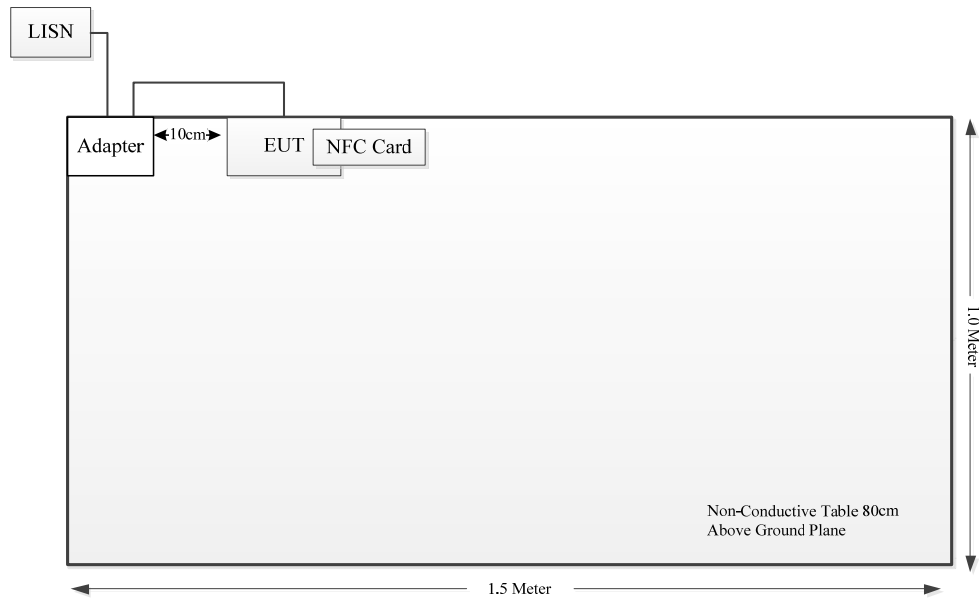 LISN
Adapter
10cm
EUT
NFC Card
1.0 Meter
Non-Conductive Table 80cm
Above Ground Plane
1.5 Meter